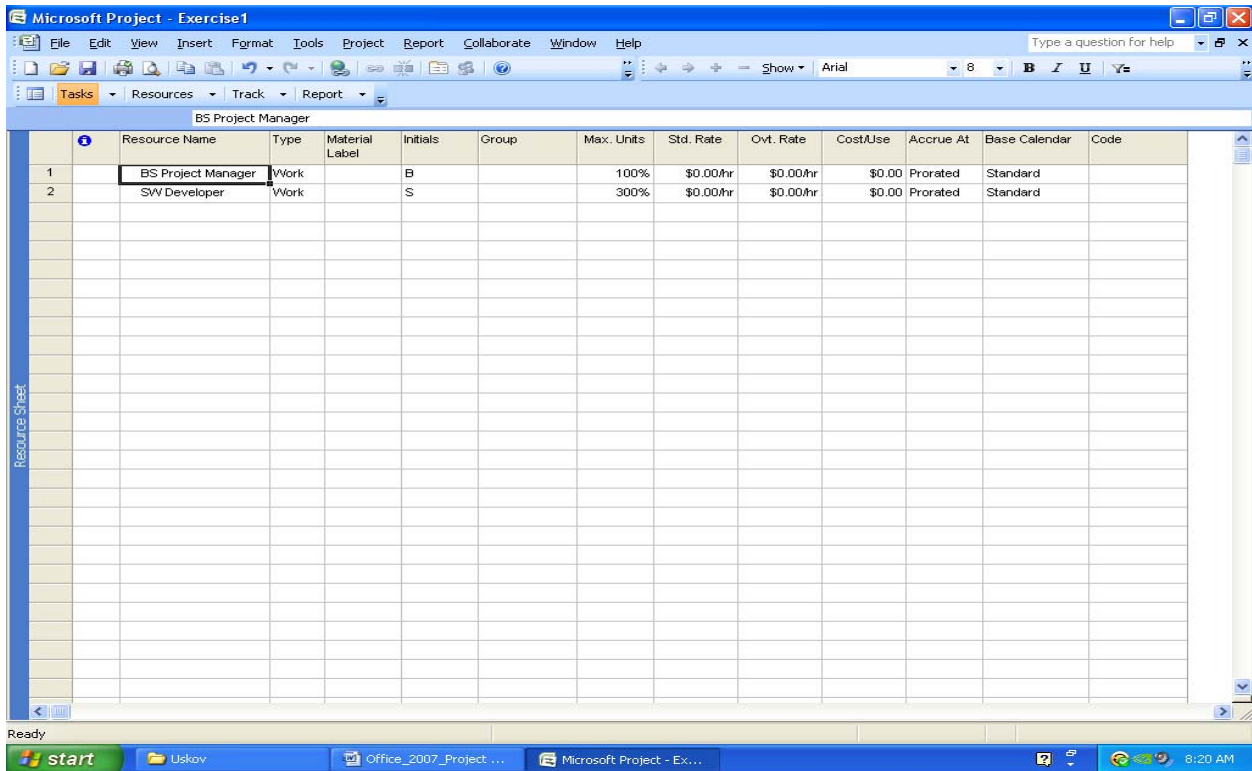 Microsoft Project - Exercise1
File Edit View Insert Format Tools Project Report Collaborate Window Help Type a question for help
Show Arial 8 B I U
Tasks Resources Track Report
BS Project Manager
Resource Name Type Material Label Initials Group Max. Units Std. Rate Ovt. Rate Cost/Use Accrue At Base Calendar Code
1 BS Project Manager Work B 100% $0.00/hr $0.00/hr $0.00 Prorated Standard
2 SW Developer Work S 300% $0.00/hr $0.00/hr $0.00 Prorated Standard
Resource Sheet
Ready
start Uskov Office_2007_Project ... Microsoft Project - Ex... 8:20 AM